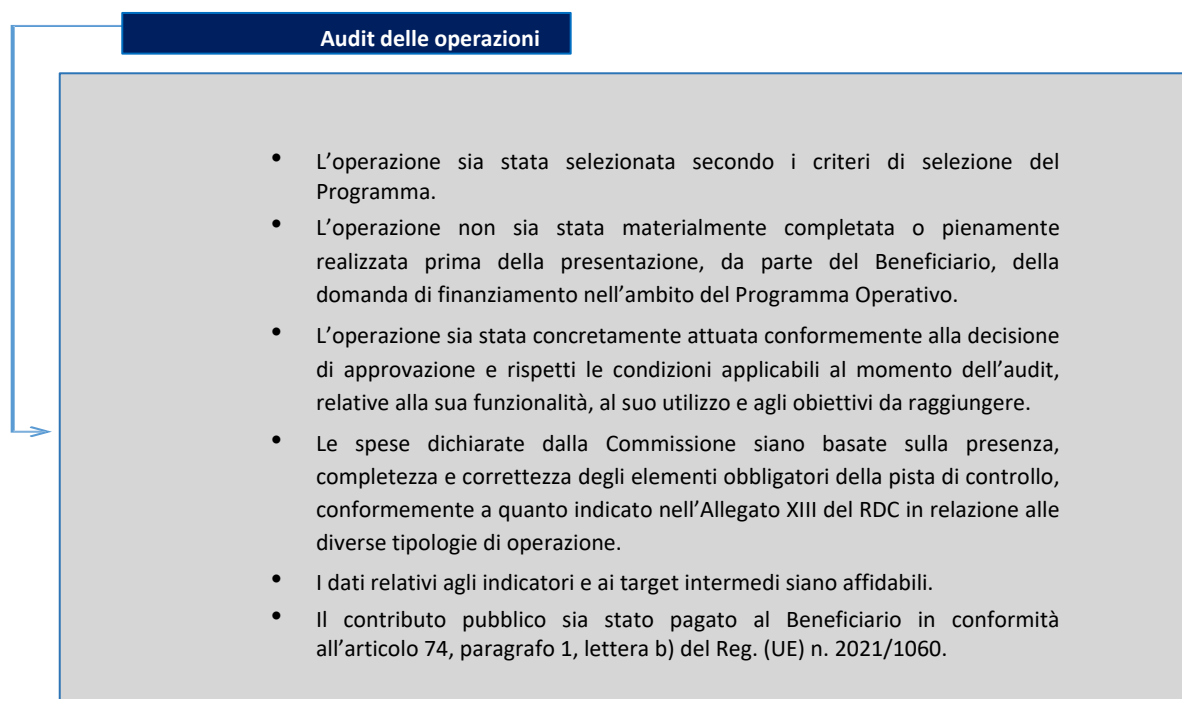 Audit delle operazioni
• L’operazione sia stata selezionata secondo i criteri di selezione del
Programma.
• L’operazione non sia stata materialmente completata o pienamente
realizzata prima della presentazione, da parte del Beneficiario, della
domanda di finanziamento nell’ambito del Programma Operativo.
• L’operazione sia stata concretamente attuata conformemente alla decisione
di approvazione e rispetti le condizioni applicabili al momento dell’audit,
relative alla sua funzionalità, al suo utilizzo e agli obiettivi da raggiungere.
• Le spese dichiarate dalla Commissione siano basate sulla presenza,
completezza e correttezza degli elementi obbligatori della pista di controllo,
conformemente a quanto indicato nell’Allegato XIII del RDC in relazione alle
diverse tipologie di operazione.
• I dati relativi agli indicatori e ai target intermedi siano affidabili.
• Il contributo pubblico sia stato pagato al Beneficiario in conformità
all’articolo 74, paragrafo 1, lettera b) del Reg. (UE) n. 2021/1060.